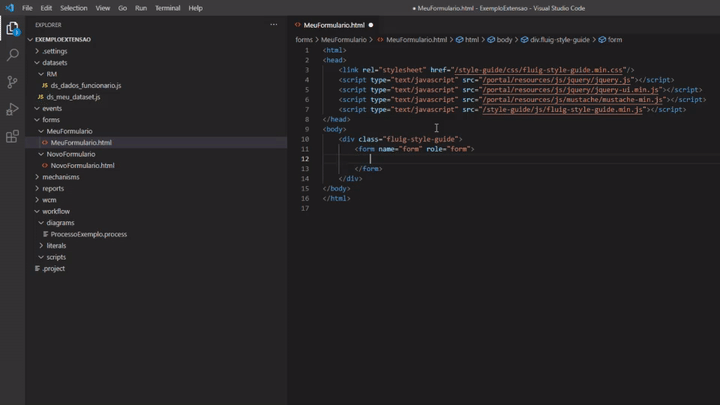 File Edit Selection View Go Run Terminal Help
● MeuFormulario.html - ExemploExtensao - Visual Studio Code
EXPLORER ···
EXEMPLOEXTENSAO
.settings
datasets
RM
JS ds_dados_funcionario.js
JS ds_meu_dataset.js
events
forms
MeuFormulario
<> MeuFormulario.html
NovoFormulario
<> NovoFormulario.html
mechanisms
reports
wcm
workflow
diagrams
ProcessoExemplo.process
literals
scripts
.project
<> MeuFormulario.html ●
forms > MeuFormulario > <> MeuFormulario.html > html > body > div.fluig-style-guide > form
1 <html>
2 <head>
3 <link rel="stylesheet" href="/style-guide/css/fluig-style-guide.min.css"/>
4 <script type="text/javascript" src="/portal/resources/js/jquery/jquery.js"></script>
5 <script type="text/javascript" src="/portal/resources/js/jquery/jquery-ui.min.js"></script>
6 <script type="text/javascript" src="/portal/resources/js/mustache/mustache-min.js"></script>
7 <script type="text/javascript" src="/style-guide/js/fluig-style-guide.min.js"></script>
8 </head>
9 <body>
10 <div class="fluig-style-guide">
11 <form name="form" role="form">
12
13 </form>
14 </div>
15 </body>
16 </html>
17